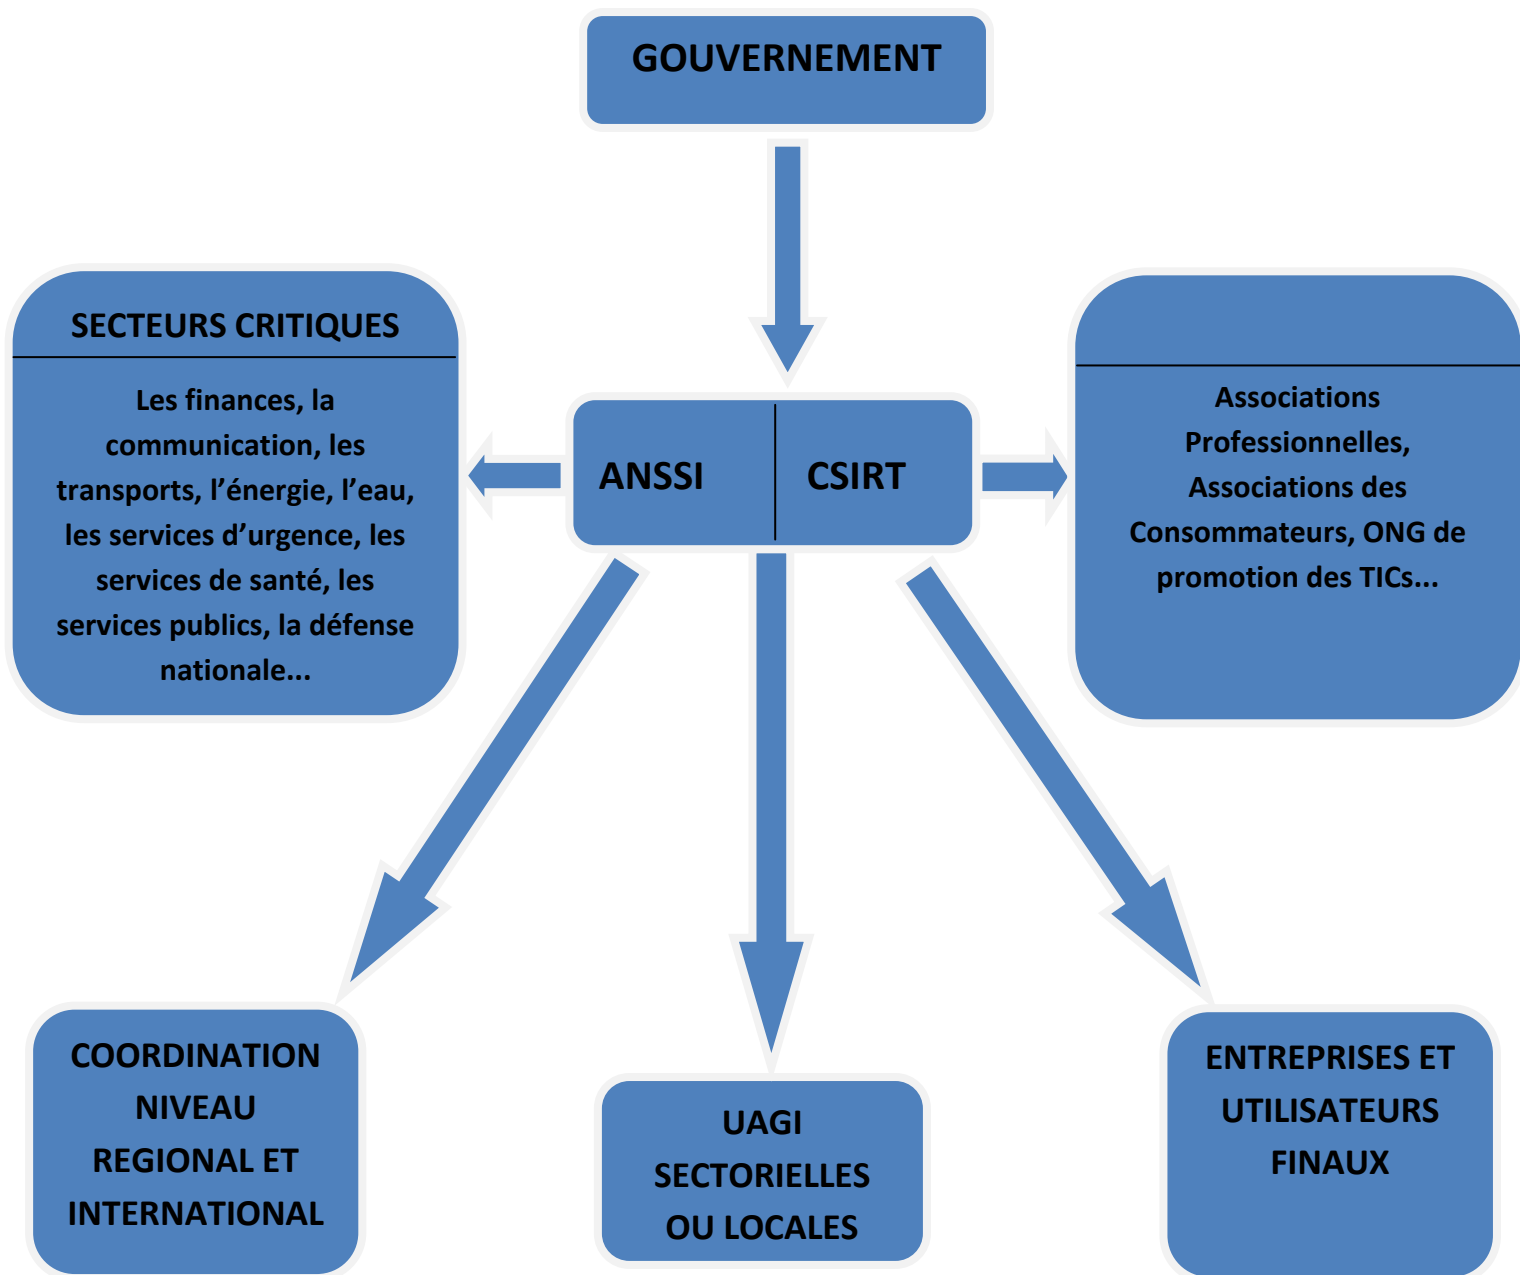 GOUVERNEMENT
SECTEURS CRITIQUES
Les finances, la
communication, les
transports, l’énergie, l’eau,
les services d’urgence, les
services de santé, les
services publics, la défense
nationale...
ANSSI
CSIRT
Associations
Professionnelles,
Associations des
Consommateurs, ONG de
promotion des TICs...
COORDINATION
NIVEAU
REGIONAL ET
INTERNATIONAL
UAGI
SECTORIELLES
OU LOCALES
ENTREPRISES ET
UTILISATEURS
FINAUX